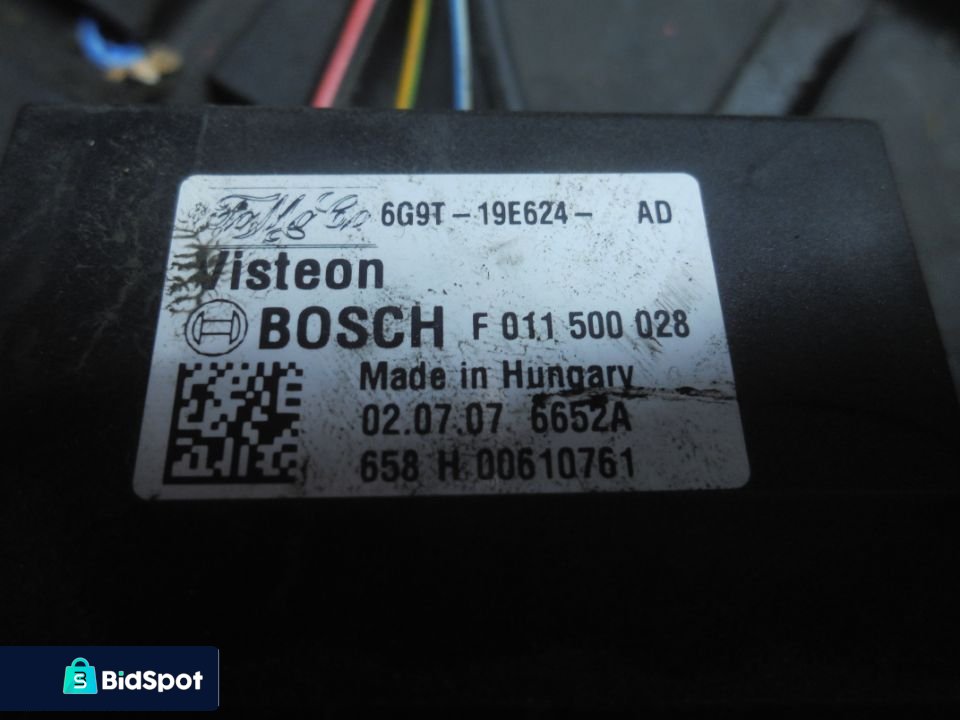 6G9T - 19E624 - AD
Visteon
BOSCH F 011 500 028
Made in Hungary
02.07.07 6652A
658 H 00610761
BidSpot